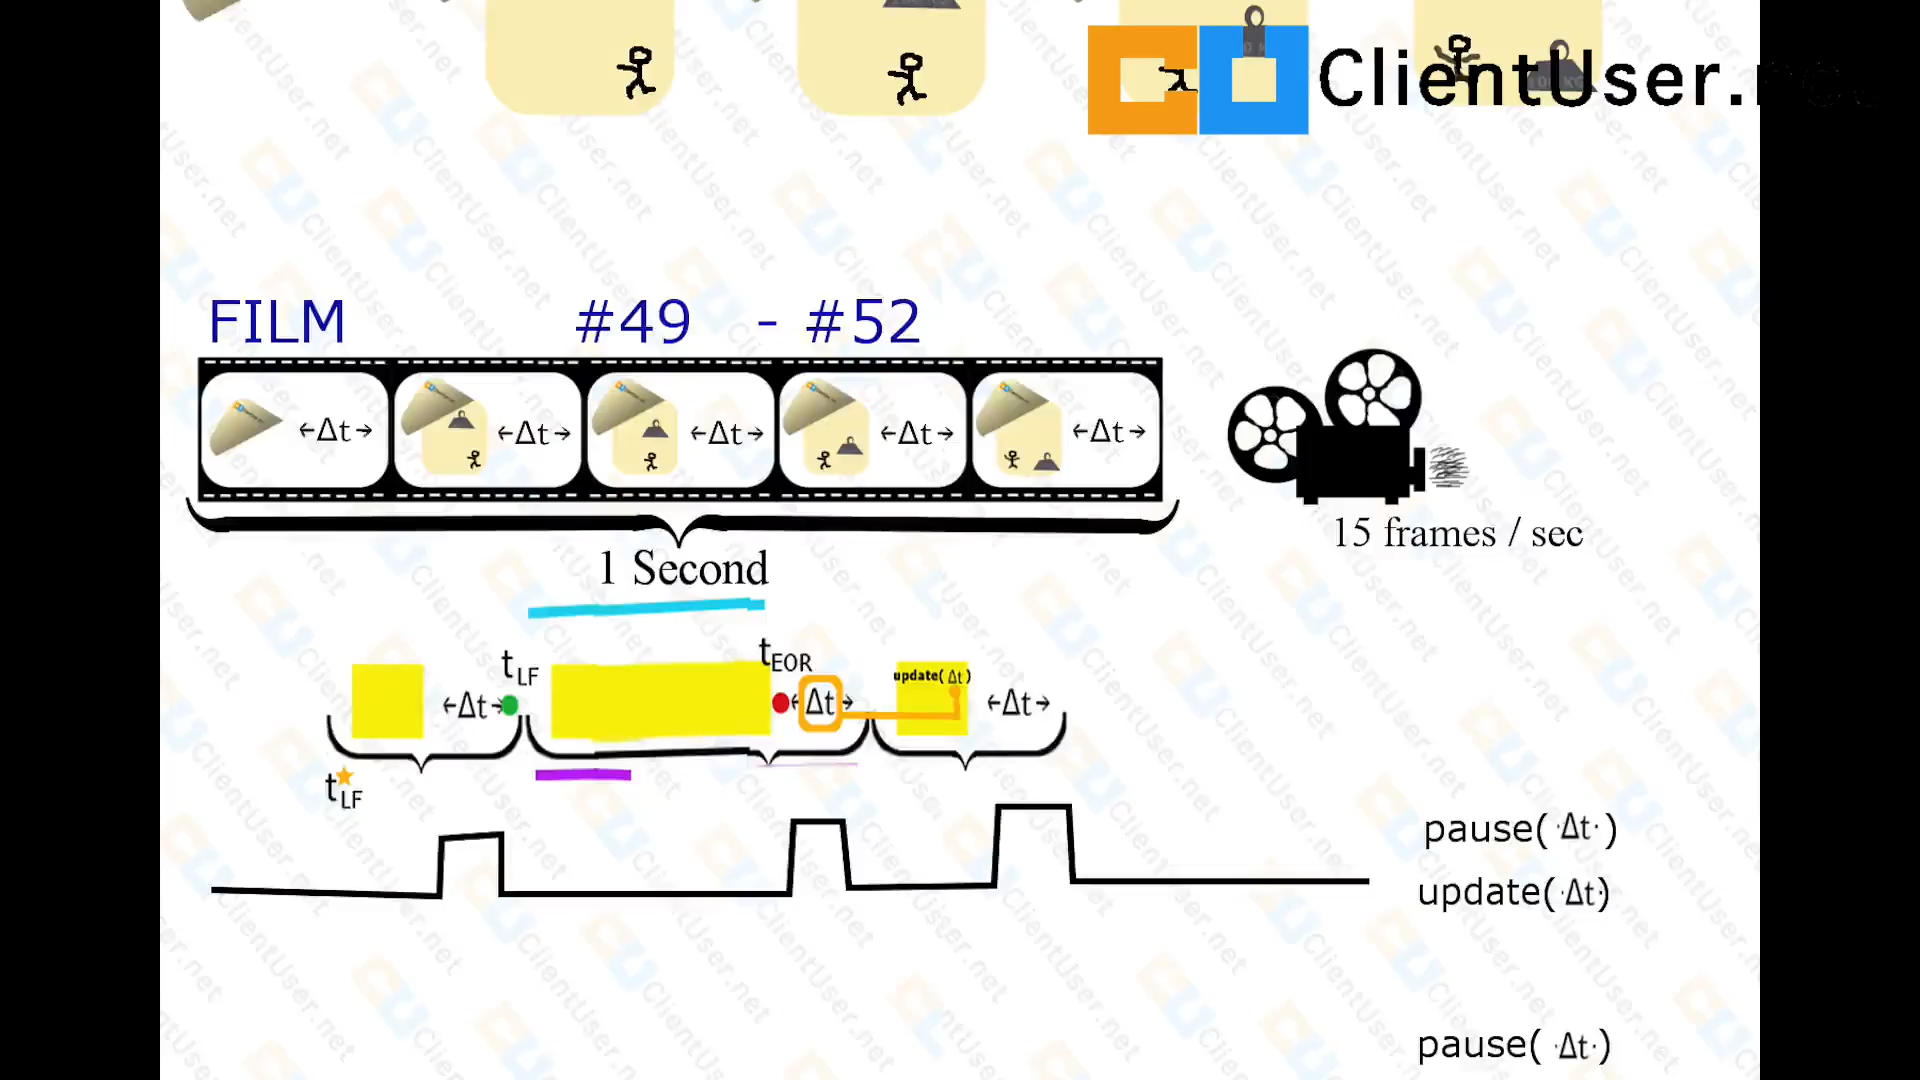 ClientUser.ne
FILM #49 - #52
←Δt→ ←Δt→ ←Δt→ ←Δt→ ←Δt→
1 Second
15 frames / sec
tLF tEOR
update( Δt )
←Δt→ Δt ←Δt→
tLF
pause( ·Δt· )
update( ·Δt· )
pause( ·Δt· )